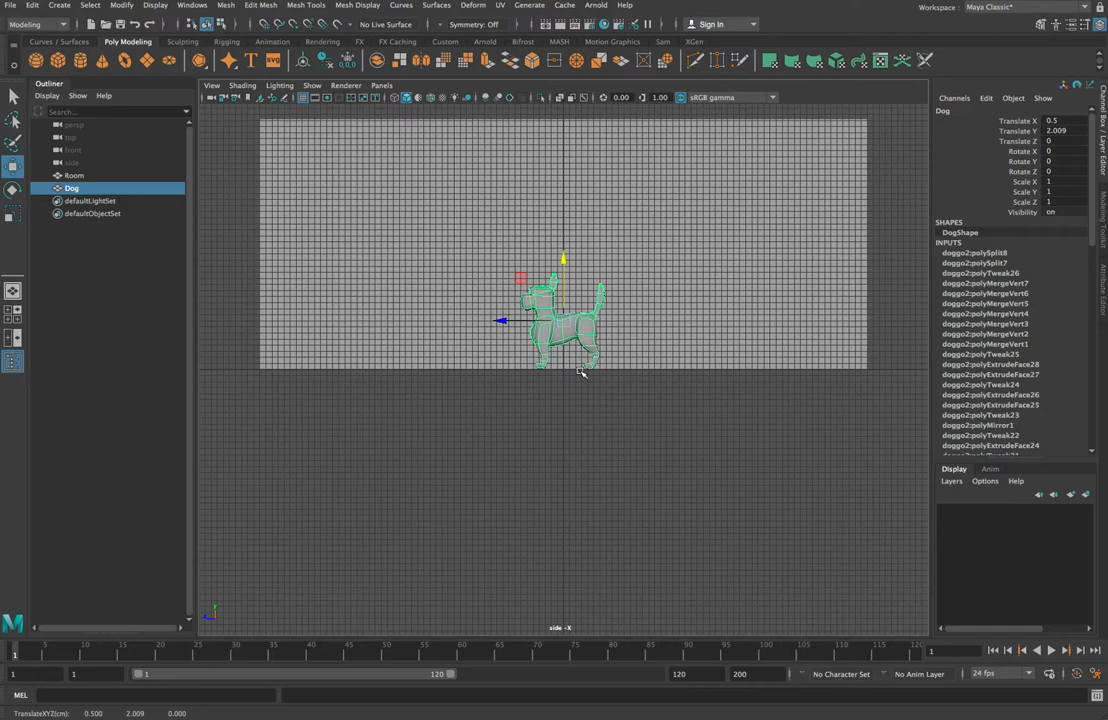 File Edit Create Select Modify Display Windows Mesh Edit Mesh Mesh Tools Mesh Display Curves Surfaces Deform UV Generate Cache Arnold Help
Workspace : Maya Classic*
Modeling
No Live Surface
Symmetry: Off
Sign In
Curves / Surfaces Poly Modeling Sculpting Rigging Animation Rendering FX FX Caching Custom Arnold Bifrost MASH Motion Graphics Sam XGen
Outliner
Display Show Help
Search...
persp
top
front
side
Room
Dog
defaultLightSet
defaultObjectSet
View Shading Lighting Show Renderer Panels
0.00 1.00 sRGB gamma
side -X
Channels Edit Object Show
Dog
Translate X 0.5
Translate Y 2.009
Translate Z 0
Rotate X 0
Rotate Y 0
Rotate Z 0
Scale X 1
Scale Y 1
Scale Z 1
Visibility on
SHAPES
DogShape
INPUTS
doggo2:polySplit8
doggo2:polySplit7
doggo2:polyTweak26
doggo2:polyMergeVert7
doggo2:polyMergeVert6
doggo2:polyMergeVert5
doggo2:polyMergeVert4
doggo2:polyMergeVert3
doggo2:polyMergeVert2
doggo2:polyMergeVert1
doggo2:polyTweak25
doggo2:polyExtrudeFace28
doggo2:polyExtrudeFace27
doggo2:polyTweak24
doggo2:polyExtrudeFace26
doggo2:polyExtrudeFace25
doggo2:polyTweak23
doggo2:polyMirror1
doggo2:polyTweak22
doggo2:polyExtrudeFace24
Display Anim
Layers Options Help
Channel Box / Layer Editor
Modeling Toolkit
Attribute Editor
5 10 15 20 25 30 35 40 45 50 55 60 65 70 75 80 85 90 95 100 105 110 115 120
1
1
1 1 1 120 120 200
No Character Set
No Anim Layer
24 fps
MEL
TranslateXYZ(cm): 0.500 2.009 0.000